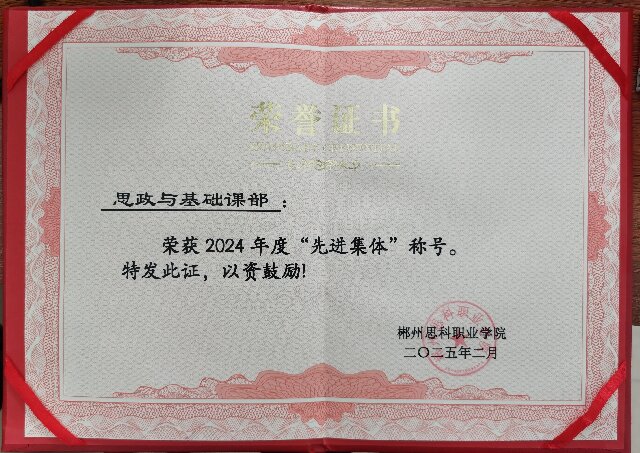 荣誉证书
思政与基础课部：
荣获2024年度“先进集体”称号。
特发此证，以资鼓励!
郴州思科职业学院
二〇二五年二月